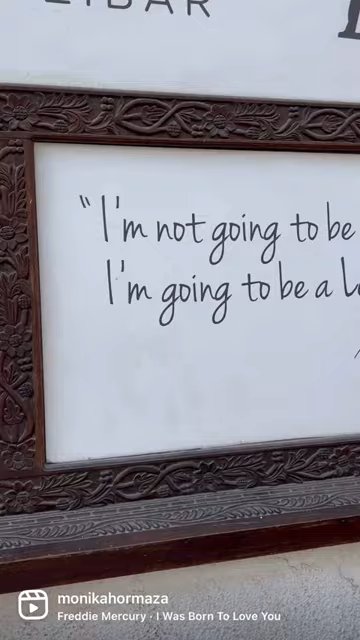 "I'm not going to be
I'm going to be a
monikahormaza
Freddie Mercury · I Was Born To Love You